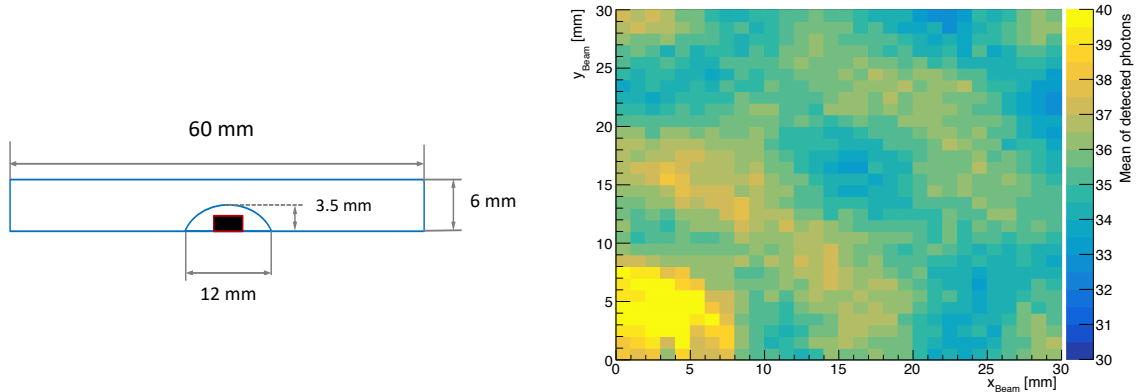 60 mm
6 mm
3.5 mm
12 mm
y_Beam [mm]
30
25
20
15
10
5
0
0 5 10 15 20 25 30
x_Beam [mm]
40
39
38
37
36
35
34
33
32
31
30
Mean of detected photons